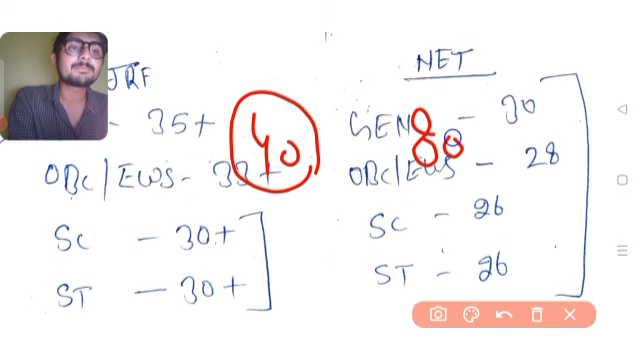 JRF
- 35+
OBC/EWS - 33+
SC - 30+
ST - 30+
40
NET
GEN - 30
OBC/EWS - 28
SC - 26
ST - 26
80